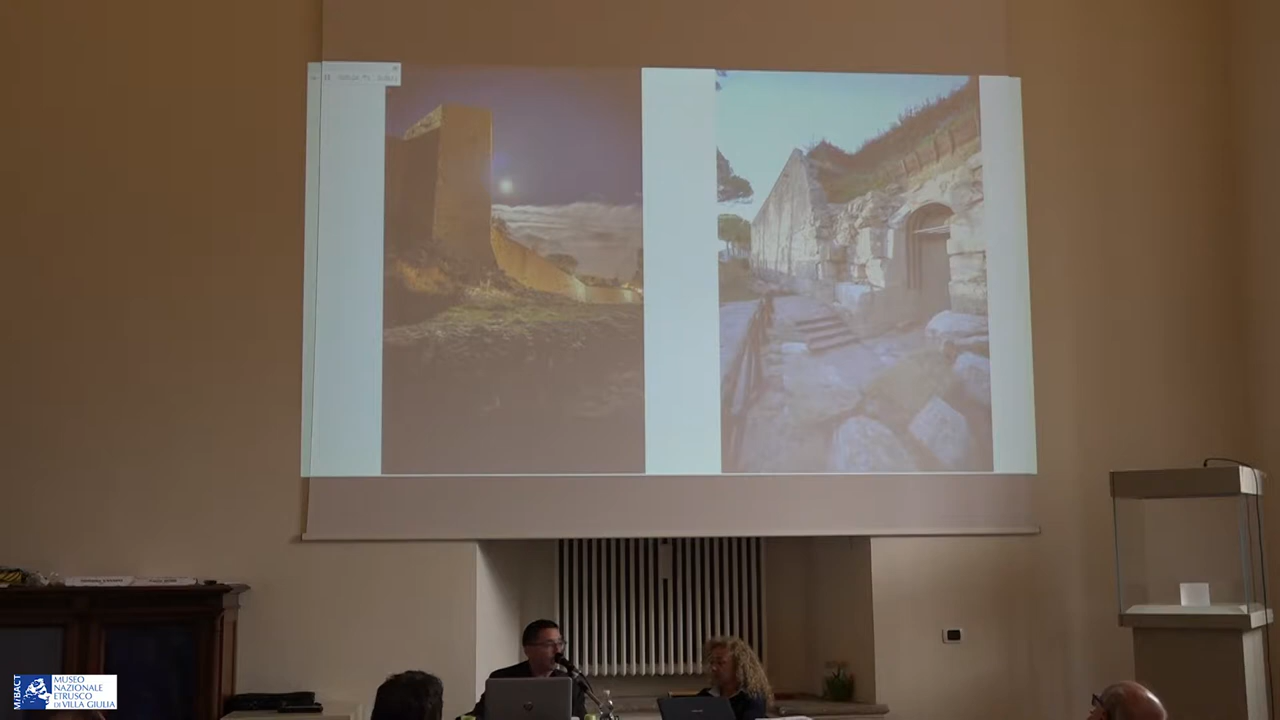 MiBACT
MUSEO
NAZIONALE
ETRUSCO
DI VILLA GIULIA